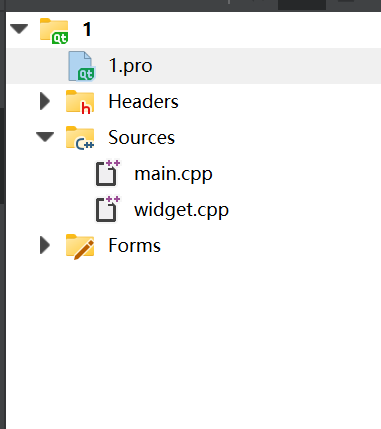 1
1.pro
Headers
Sources
main.cpp
widget.cpp
Forms